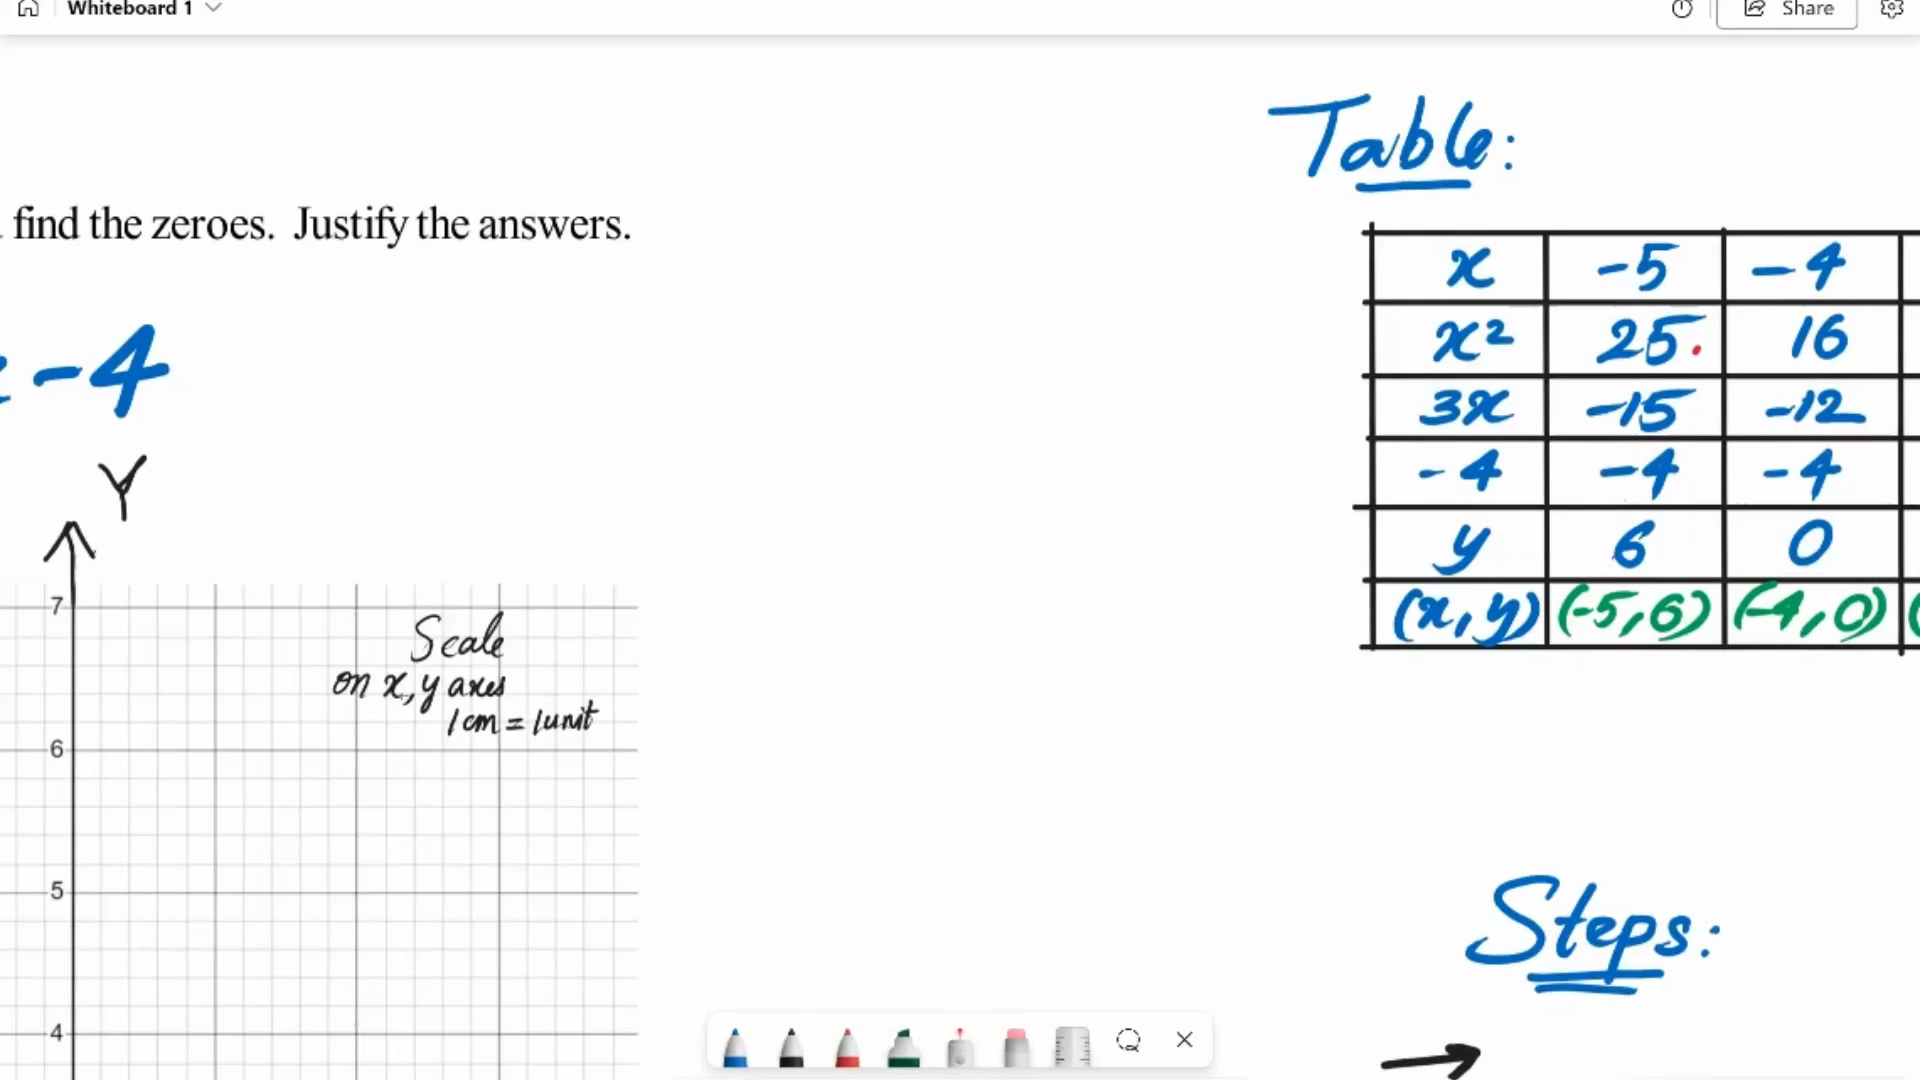 Whiteboard 1
Share
find the zeroes. Justify the answers.
-4
Y
7
6
5
4
Scale
on x, y axes
1cm = 1unit
Table:
x -5 -4
x² 25 16
3x -15 -12
-4 -4 -4
y 6 0
(x, y) (-5, 6) (-4, 0) (
Steps: